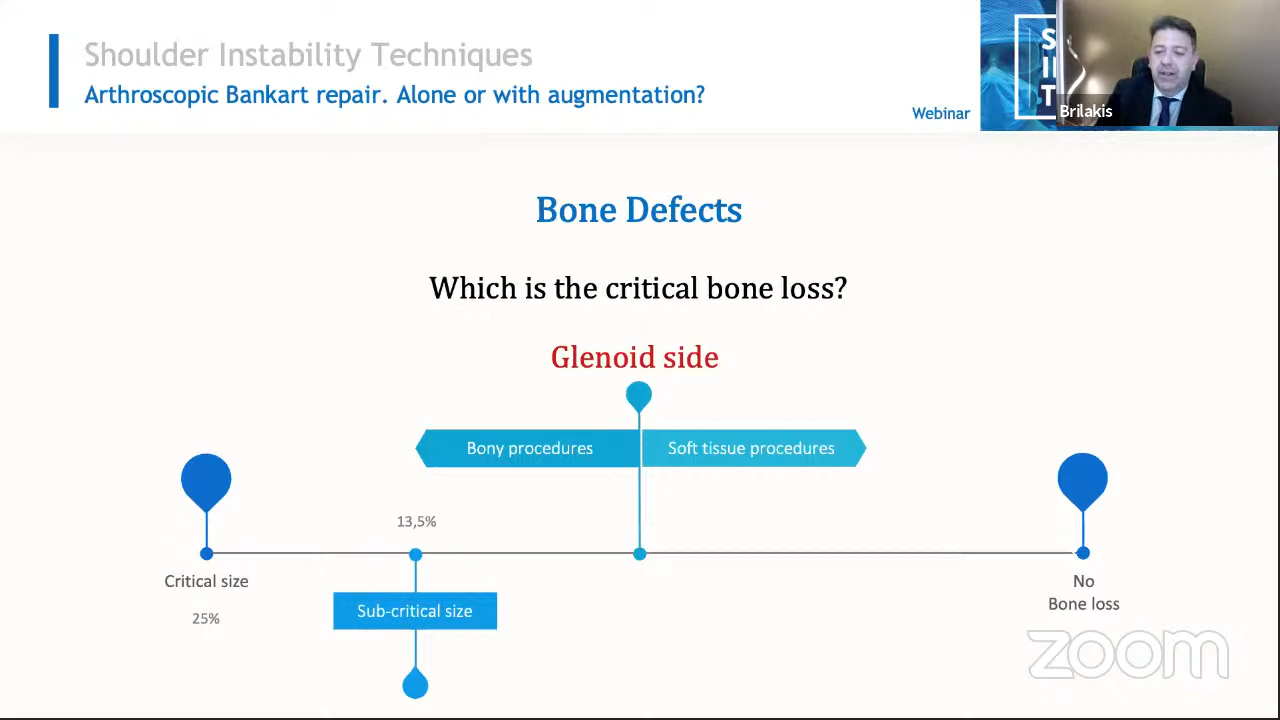 Shoulder Instability Techniques
Arthroscopic Bankart repair. Alone or with augmentation?
Webinar
S
I
T
Brilakis
Bone Defects
Which is the critical bone loss?
Glenoid side
Bony procedures
Soft tissue procedures
13,5%
Critical size
25%
Sub-critical size
No
Bone loss
zoom